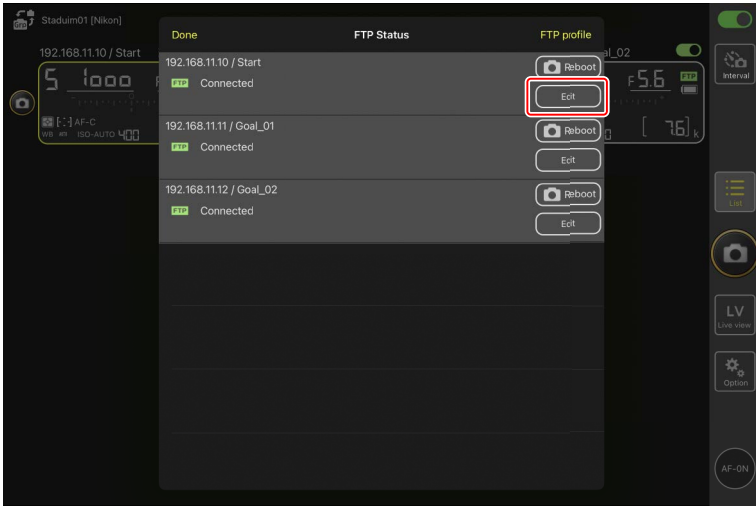 Staduim01 [Nikon]
Done
FTP Status
FTP profile
192.168.11.10 / Start
al_02
5 1000
F
F5.6
FTP
AF-C
WB
ISO-AUTO 400
[ 7.6] k
192.168.11.10 / Start
FTP Connected
Reboot
Edit
192.168.11.11 / Goal_01
FTP Connected
Reboot
Edit
192.168.11.12 / Goal_02
FTP Connected
Reboot
Edit
Interval
List
LV
Live view
Option
AF-ON